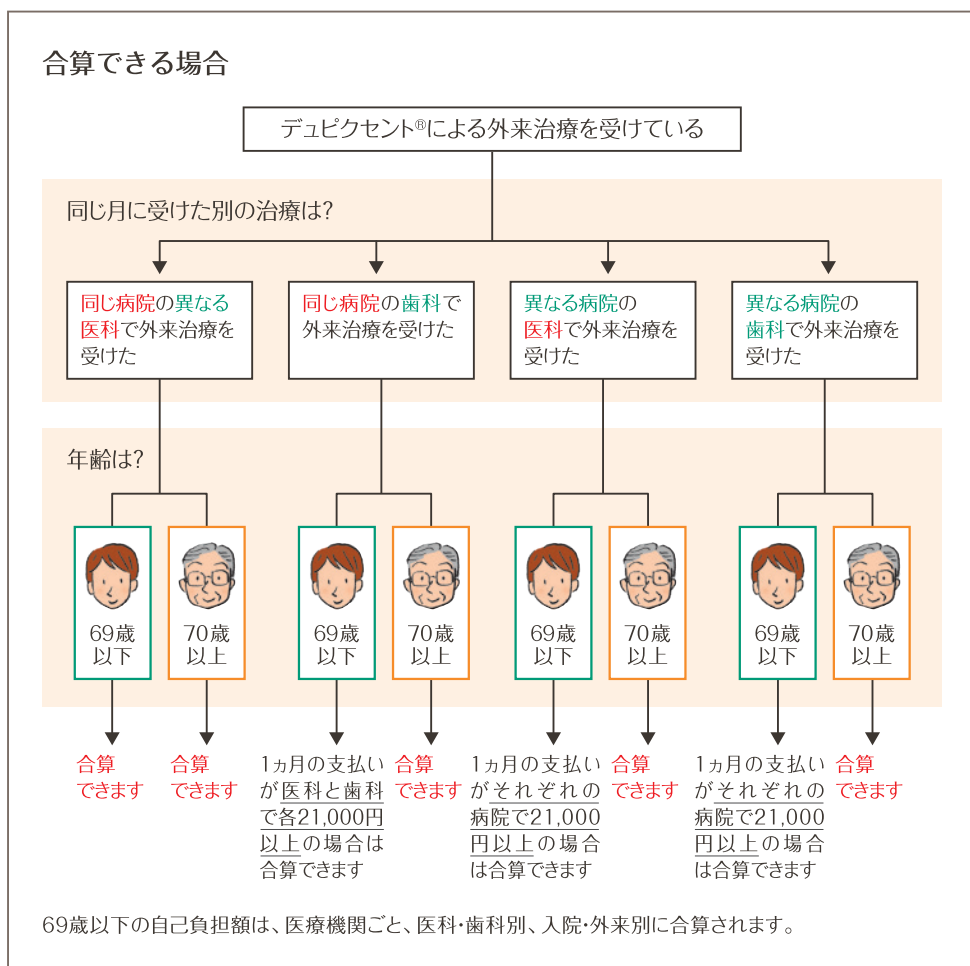 合算できる場合
デュピクセント®による外来治療を受けている
同じ月に受けた別の治療は?
同じ病院の異なる
医科で外来治療を
受けた
同じ病院の歯科で
外来治療を受けた
異なる病院の
医科で外来治療を
受けた
異なる病院の
歯科で外来治療を
受けた
年齢は?
69歳
以下
70歳
以上
69歳
以下
70歳
以上
69歳
以下
70歳
以上
69歳
以下
70歳
以上
合算
できます
合算
できます
1ヵ月の支払い
が医科と歯科
で各21,000円
以上の場合は
合算できます
合算
できます
1ヵ月の支払い
がそれぞれの
病院で21,000
円以上の場合
は合算できます
合算
できます
1ヵ月の支払い
がそれぞれの
病院で21,000
円以上の場合
は合算できます
合算
できます
69歳以下の自己負担額は、医療機関ごと、医科・歯科別、入院・外来別に合算されます。